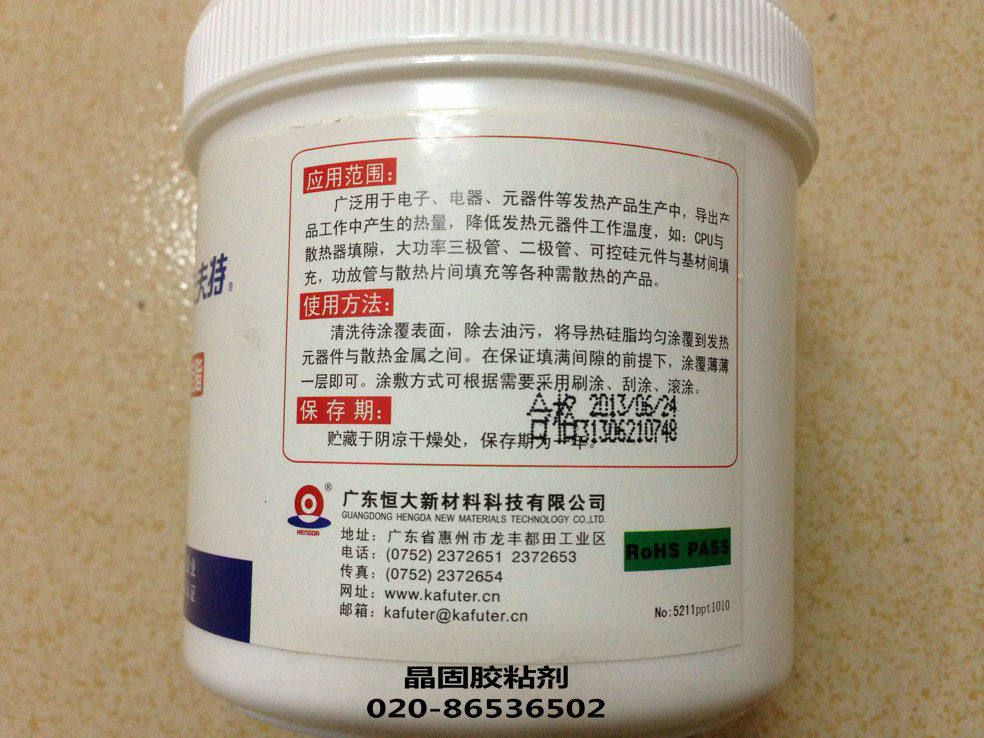 应用范围：
广泛用于电子、电器、元器件等发热产品生产中，导出产
品工作中产生的热量，降低发热元器件工作温度，如：CPU与
散热器填隙，大功率三极管、二极管、可控硅元件与基材间填
充，功放管与散热片间填充等各种需散热的产品。
夫特®
使用方法：
清洗待涂覆表面，除去油污，将导热硅脂均匀涂覆到发热
元器件与散热金属之间。在保证填满间隙的前提下，涂覆薄薄
一层即可。涂敷方式可根据需要采用刷涂、刮涂、滚涂。
脂
保存期：
合格 2013/06/24
贮藏于阴凉干燥处，保存期为 年。
31306210748
®
HENGDA
广东恒大新材料科技有限公司
GUANGDONG HENGDA NEW MATERIALS TECHNOLOGY CO.,LTD.
地址：广东省惠州市龙丰都田工业区
电话：(0752) 2372651 2372653
传真：(0752) 2372654
网址：www.kafuter.cn
邮箱：kafuter@kafuter.cn
RoHS PASS
No:5211ppt1010
业
证
晶固胶粘剂
020-86536502